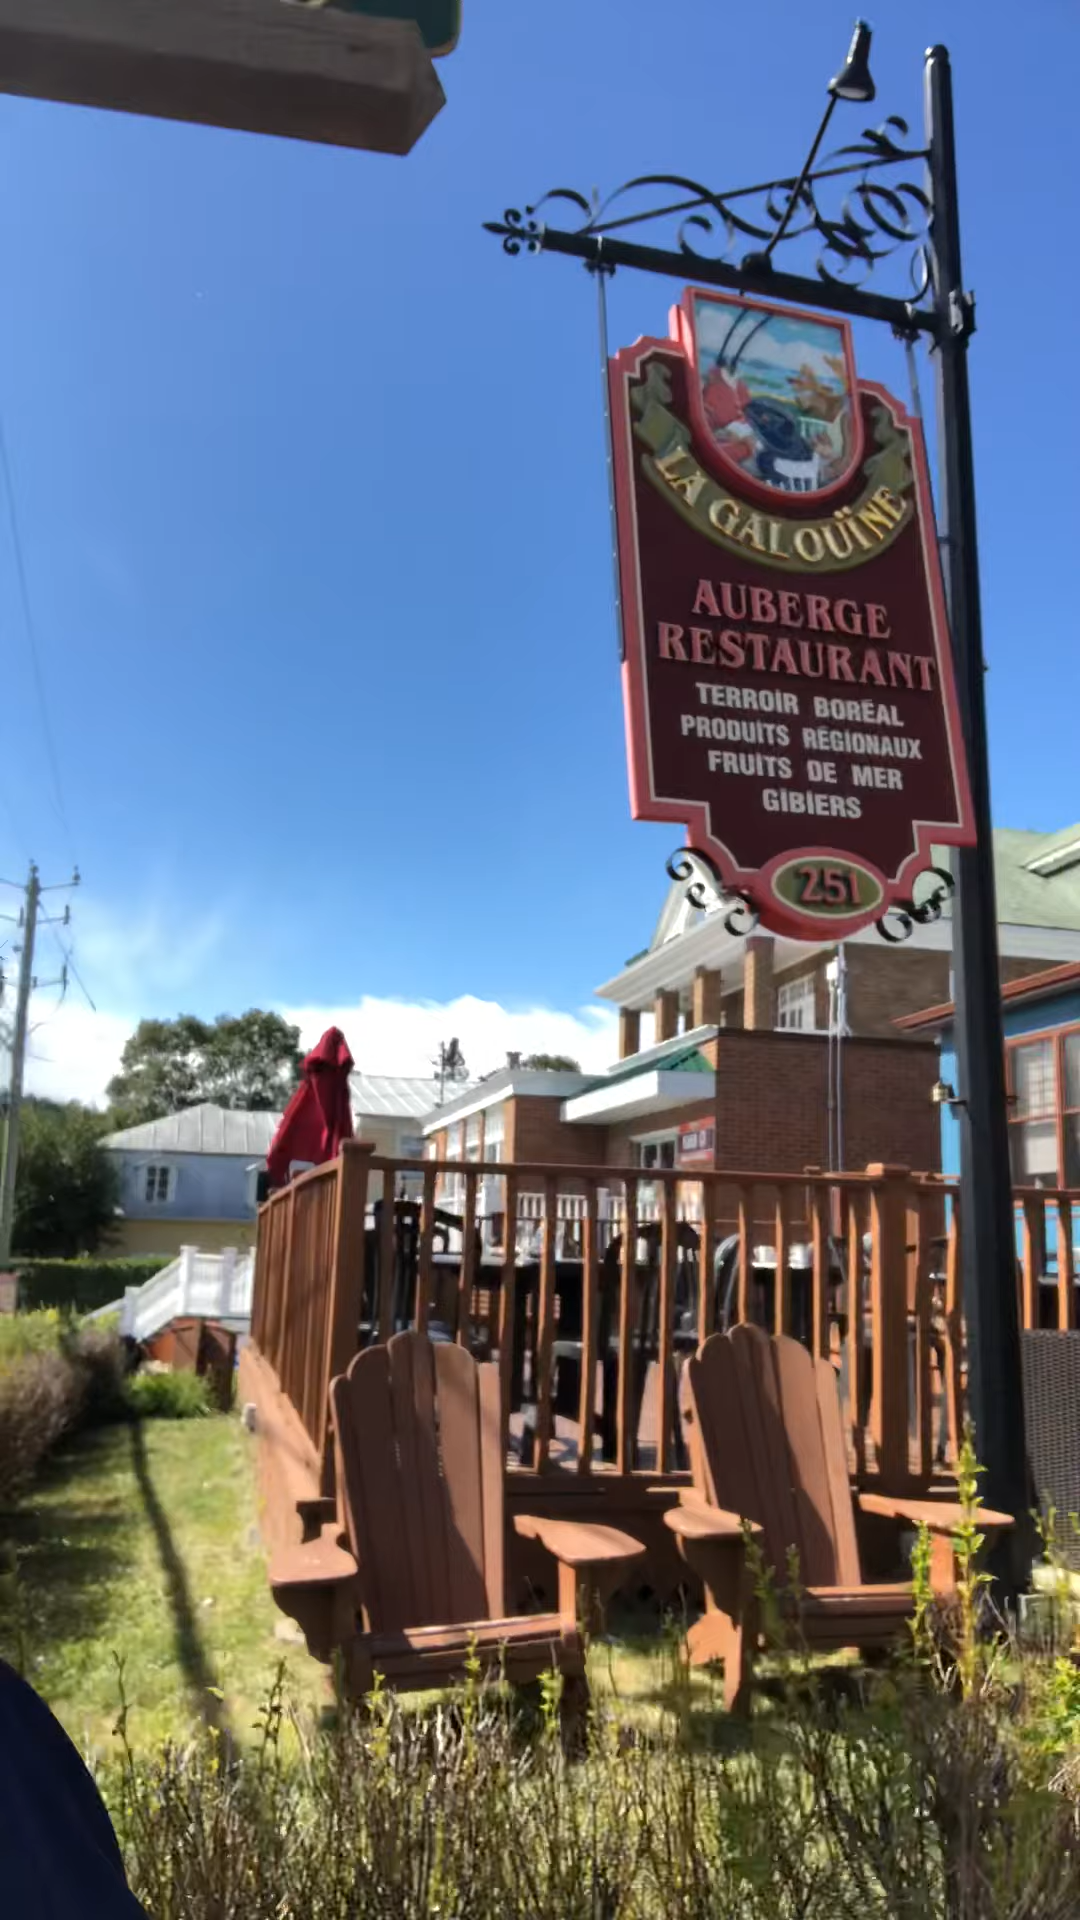 LA GALOUÏNE
AUBERGE
RESTAURANT
TERROIR BORÉAL
PRODUITS RÉGIONAUX
FRUITS DE MER
GIBIERS
251